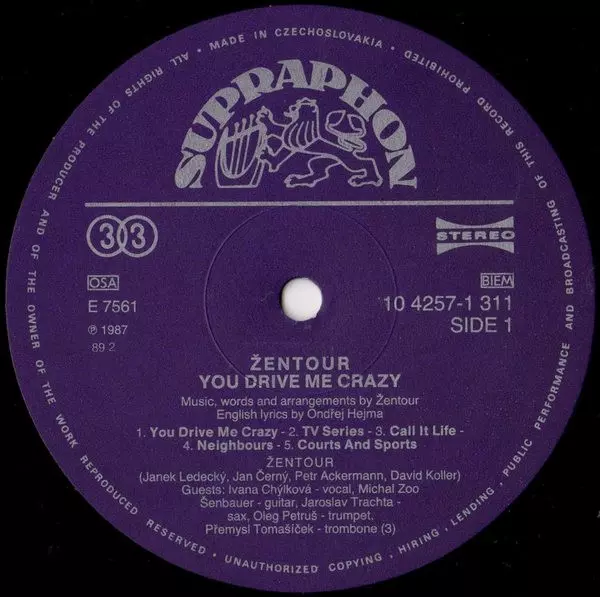 ALL RIGHTS OF THE PRODUCER AND OF THE OWNER OF THE WORK REPRODUCED RESERVED • UNAUTHORIZED COPYING, HIRING, LENDING, PUBLIC PERFORMANCE AND BROADCASTING OF THIS RECORD PROHIBITED • MADE IN CZECHOSLOVAKIA •
SUPRAPHON
33
STEREO
OSA
BIEM
E 7561
10 4257-1 311
℗ 1987
SIDE 1
89 2
ŽENTOUR
YOU DRIVE ME CRAZY
Music, words and arrangements by Žentour
English lyrics by Ondřej Hejma
1. You Drive Me Crazy - 2. TV Series - 3. Call It Life -
4. Neighbours - 5. Courts And Sports
ŽENTOUR
(Janek Ledecký, Jan Černý, Petr Ackermann, David Koller)
Guests: Ivana Chýlková - vocal, Michal Zoo
Šenbauer - guitar, Jaroslav Trachta -
sax, Oleg Petruš - trumpet,
Přemysl Tomašíček - trombone (3)